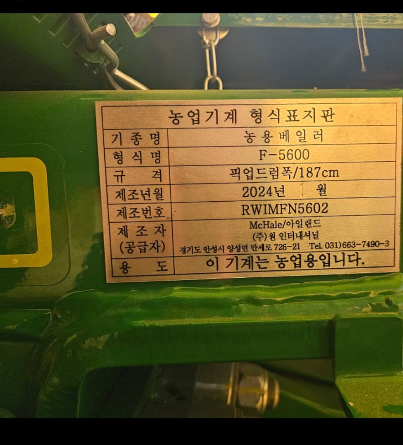 농업기계 형식표지판
기종명 농용베일러
형식명 F-5600
규격 픽업드럼폭/187cm
제조년월 2024년 월
제조번호 RWIMFN5602
제조자 McHale/아일랜드
(공급자) (주)원 인터내셔널
경기도 안성시 양성면 만세로 726-21 Tel. 031)663-7490~3
용도 이 기계는 농업용입니다.